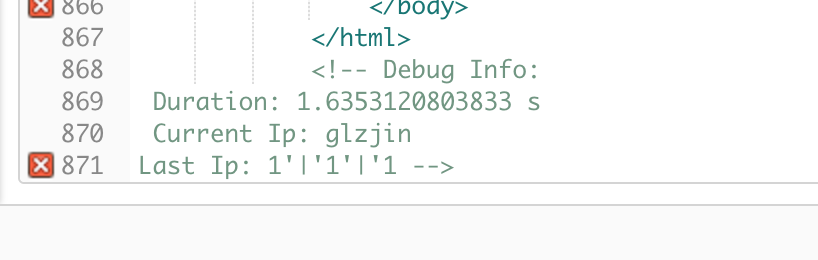 866 </body>
867 </html>
868 <!-- Debug Info:
869 Duration: 1.6353120803833 s
870 Current Ip: glzjin
871 Last Ip: 1'|'1'|'1 -->